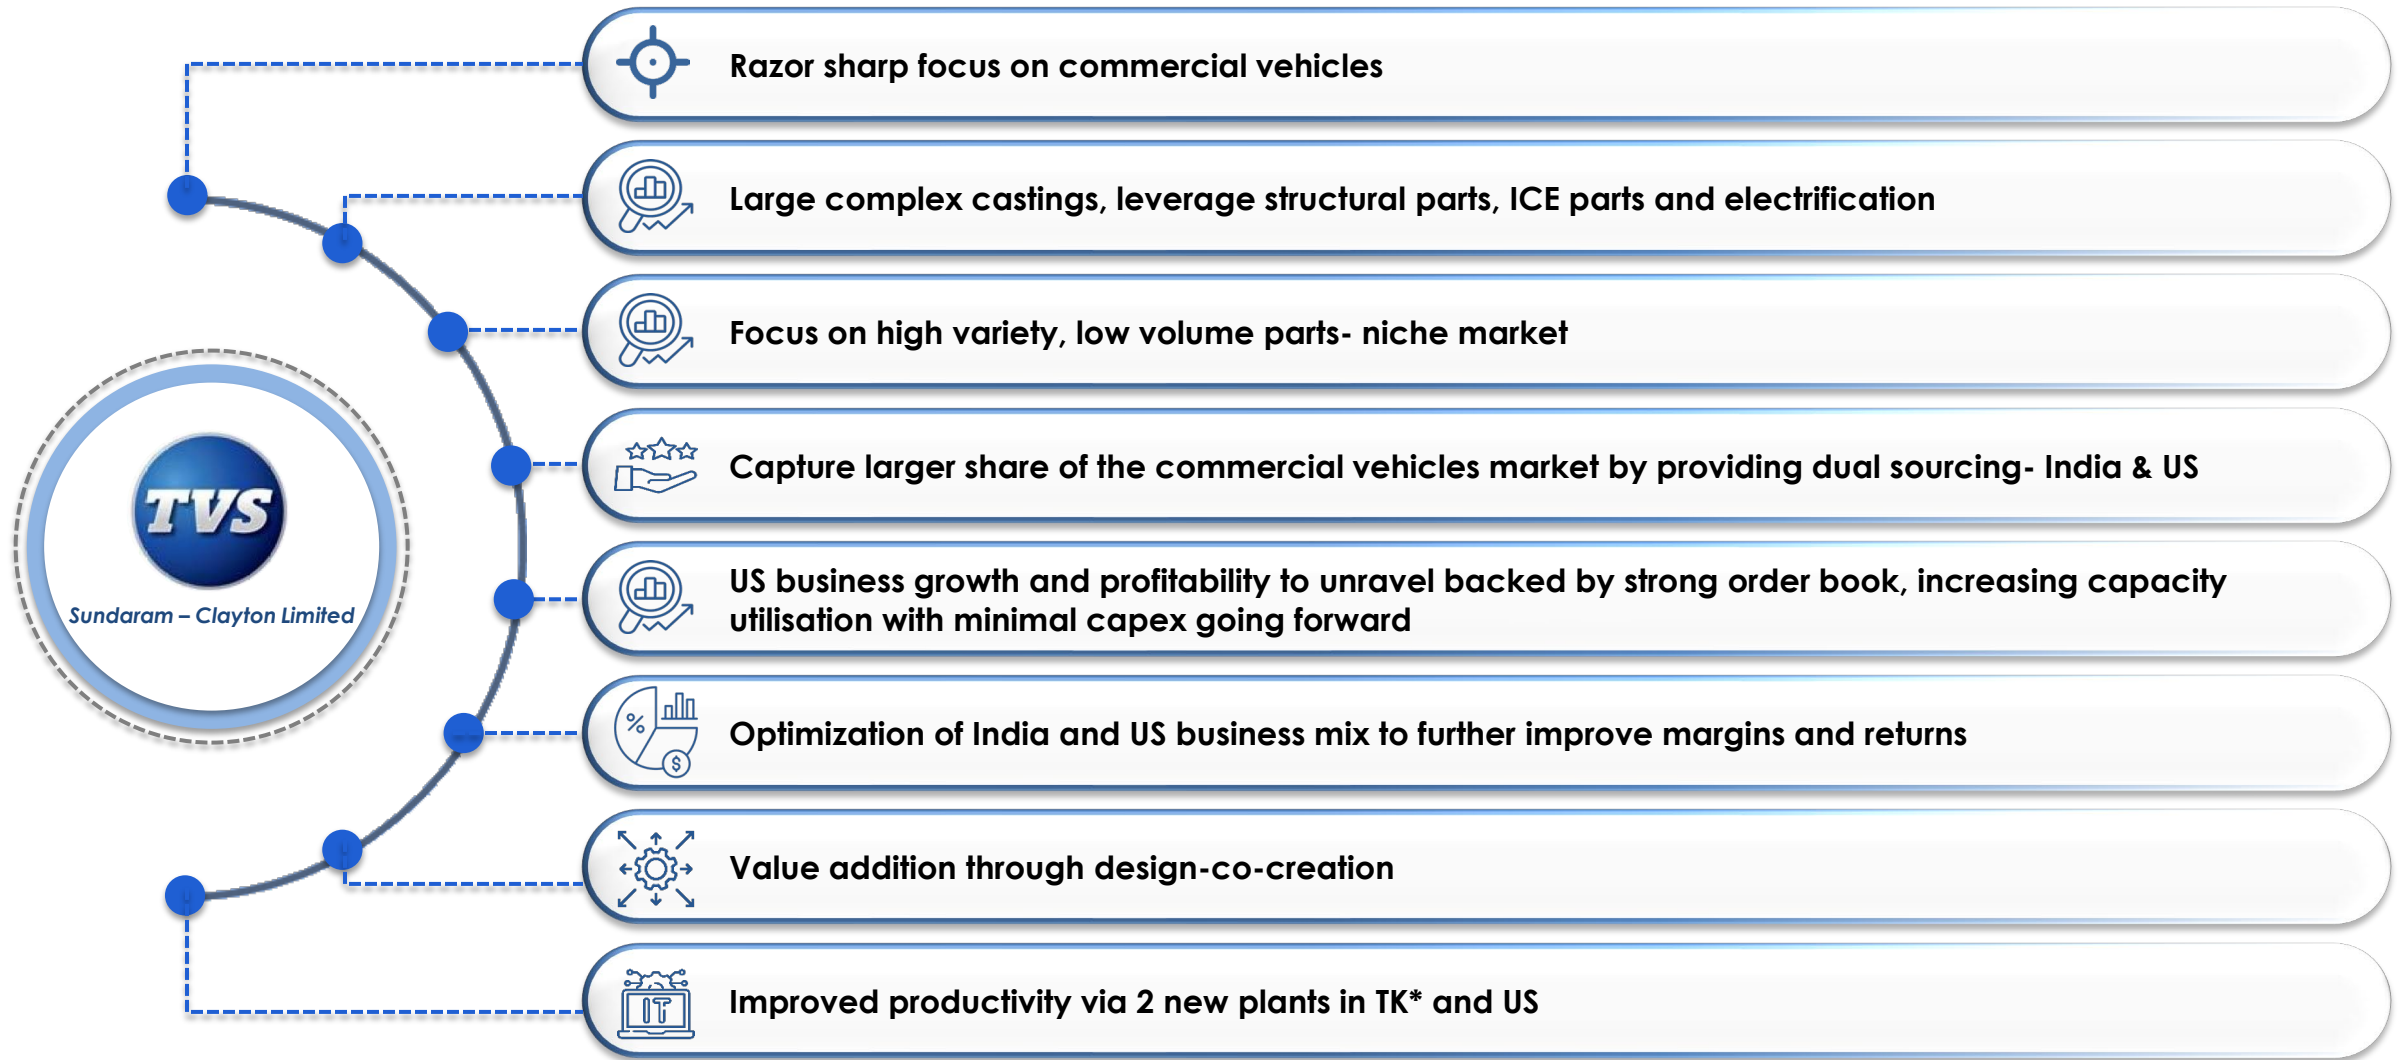 Razor sharp focus on commercial vehicles
Large complex castings, leverage structural parts, ICE parts and electrification
Focus on high variety, low volume parts- niche market
TVS
Sundaram – Clayton Limited
Capture larger share of the commercial vehicles market by providing dual sourcing- India & US
US business growth and profitability to unravel backed by strong order book, increasing capacity
utilisation with minimal capex going forward
%
$
Optimization of India and US business mix to further improve margins and returns
Value addition through design-co-creation
IT
Improved productivity via 2 new plants in TK* and US